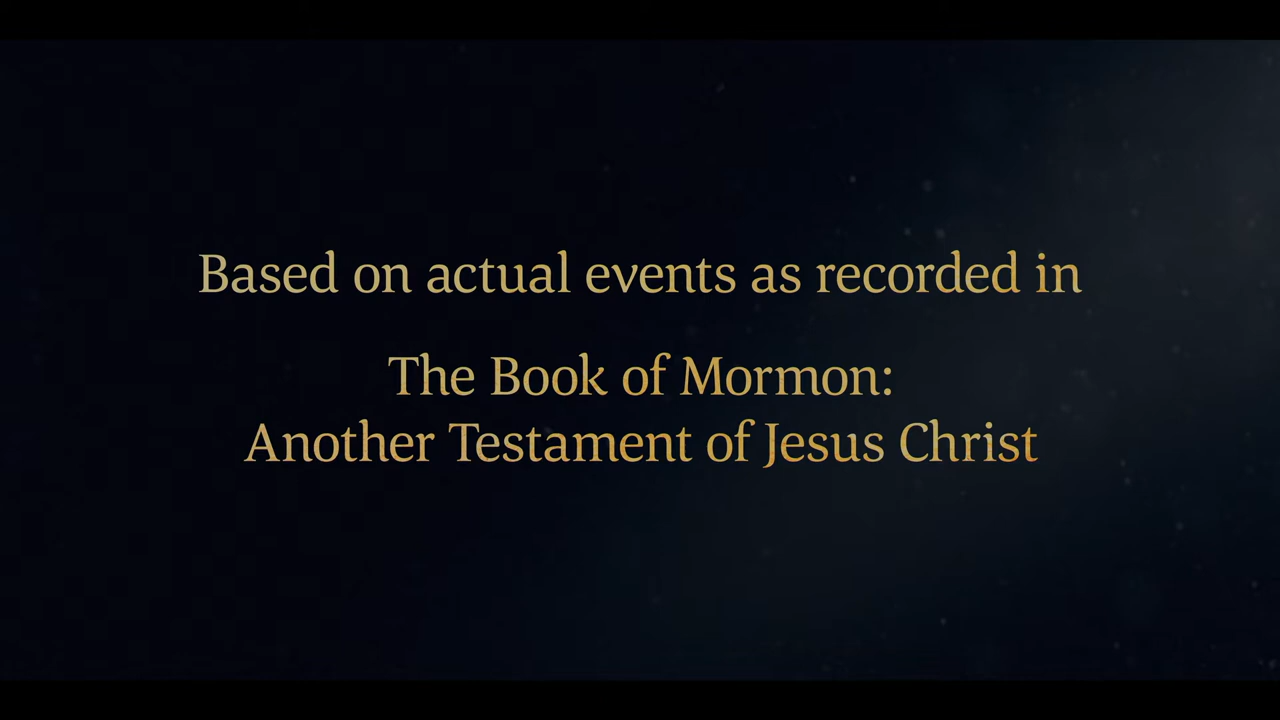 Based on actual events as recorded in
The Book of Mormon:
Another Testament of Jesus Christ